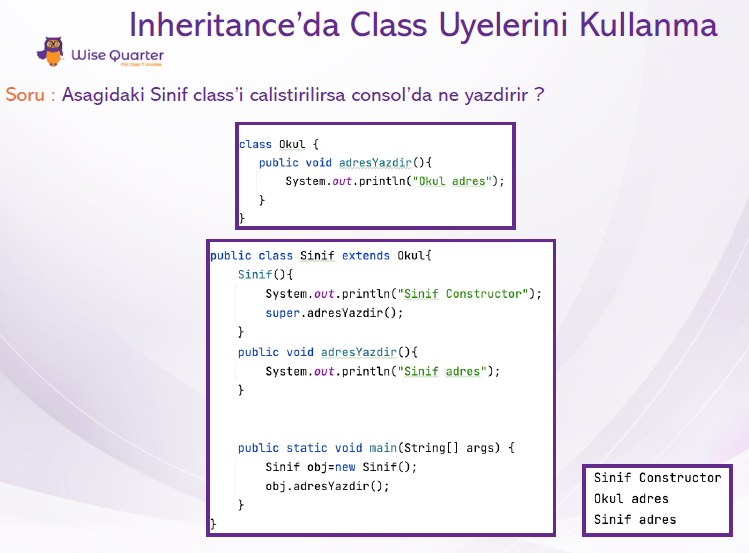 Inheritance’da Class Uyelerini Kullanma
Wise Quarter
first class IT courses
Soru : Asagidaki Sinif class’i calistirilirsa consol’da ne yazdirir ?
class Okul {
public void adresYazdir(){
System.out.println("Okul adres");
}
}
public class Sinif extends Okul{
Sinif(){
System.out.println("Sinif Constructor");
super.adresYazdir();
}
public void adresYazdir(){
System.out.println("Sinif adres");
}
public static void main(String[] args) {
Sinif obj=new Sinif();
obj.adresYazdir();
}
}
Sinif Constructor
Okul adres
Sinif adres